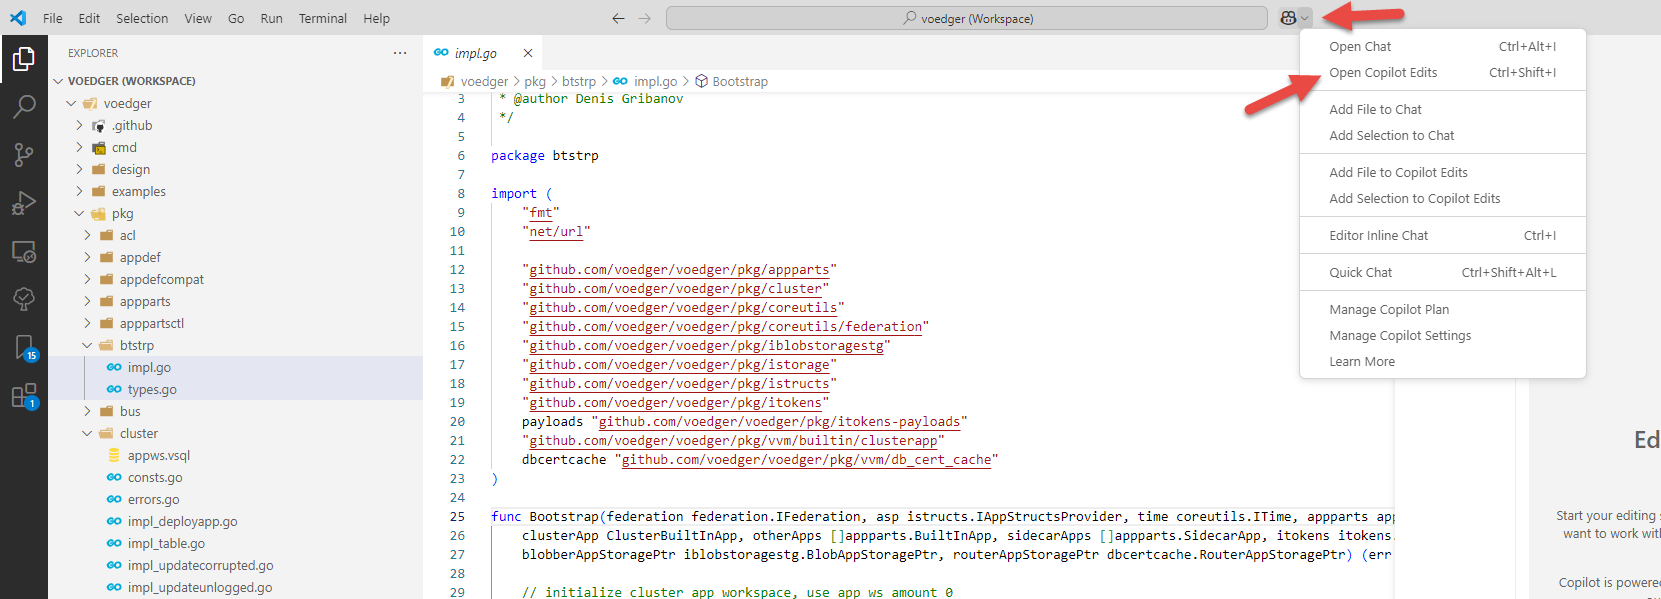 File Edit Selection View Go Run Terminal Help
voedger (Workspace)
EXPLORER
VOEDGER (WORKSPACE)
voedger
.github
cmd
design
examples
pkg
acl
appdef
appdefcompat
appparts
apppartsctl
btstrp
impl.go
types.go
bus
cluster
appws.vsql
consts.go
errors.go
impl_deployapp.go
impl_table.go
impl_updatecorrupted.go
impl_updateunlogged.go
15
1
impl.go
voedger > pkg > btstrp > impl.go > Bootstrap
3 * @author Denis Gribanov
4 */
5
6 package btstrp
7
8 import (
9 "fmt"
10 "net/url"
11
12 "github.com/voedger/voedger/pkg/appparts"
13 "github.com/voedger/voedger/pkg/cluster"
14 "github.com/voedger/voedger/pkg/coreutils"
15 "github.com/voedger/voedger/pkg/coreutils/federation"
16 "github.com/voedger/voedger/pkg/iblobstoragestg"
17 "github.com/voedger/voedger/pkg/istorage"
18 "github.com/voedger/voedger/pkg/istructs"
19 "github.com/voedger/voedger/pkg/itokens"
20 payloads "github.com/voedger/voedger/pkg/itokens-payloads"
21 "github.com/voedger/voedger/pkg/vvm/builtin/clusterapp"
22 dbcertcache "github.com/voedger/voedger/pkg/vvm/db_cert_cache"
23 )
24
25 func Bootstrap(federation federation.IFederation, asp istructs.IAppStructsProvider, time coreutils.ITime, appparts app
26 clusterApp ClusterBuiltInApp, otherApps []appparts.BuiltInApp, sidecarApps []appparts.SidecarApp, itokens itokens.
27 blobberAppStoragePtr iblobstoragestg.BlobAppStoragePtr, routerAppStoragePtr dbcertcache.RouterAppStoragePtr) (err
28
29 // initialize cluster app workspace, use app ws amount 0
Open Chat Ctrl+Alt+I
Open Copilot Edits Ctrl+Shift+I
Add File to Chat
Add Selection to Chat
Add File to Copilot Edits
Add Selection to Copilot Edits
Editor Inline Chat Ctrl+I
Quick Chat Ctrl+Shift+Alt+L
Manage Copilot Plan
Manage Copilot Settings
Learn More
Ed
Start your editing
want to work with
Copilot is powered